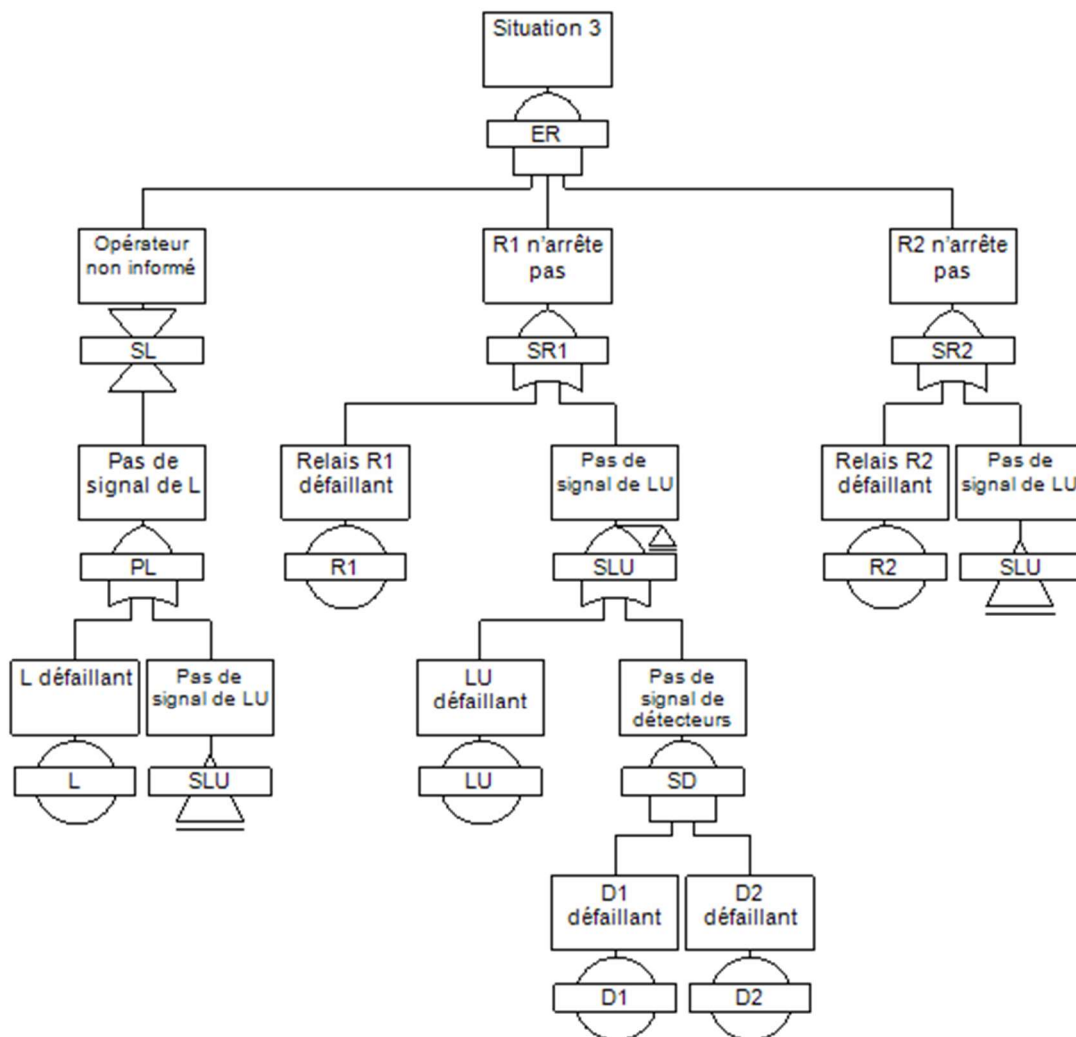 Situation 3
ER
Opérateur
non informé
R1 n'arrête
pas
R2 n'arrête
pas
SL
SR1
SR2
Pas de
signal de L
Relais R1
défaillant
Pas de
signal de LU
Relais R2
défaillant
Pas de
signal de LU
PL
R1
SLU
R2
SLU
L défaillant
Pas de
signal de LU
LU
défaillant
Pas de
signal de
détecteurs
L
SLU
LU
SD
D1
défaillant
D2
défaillant
D1
D2